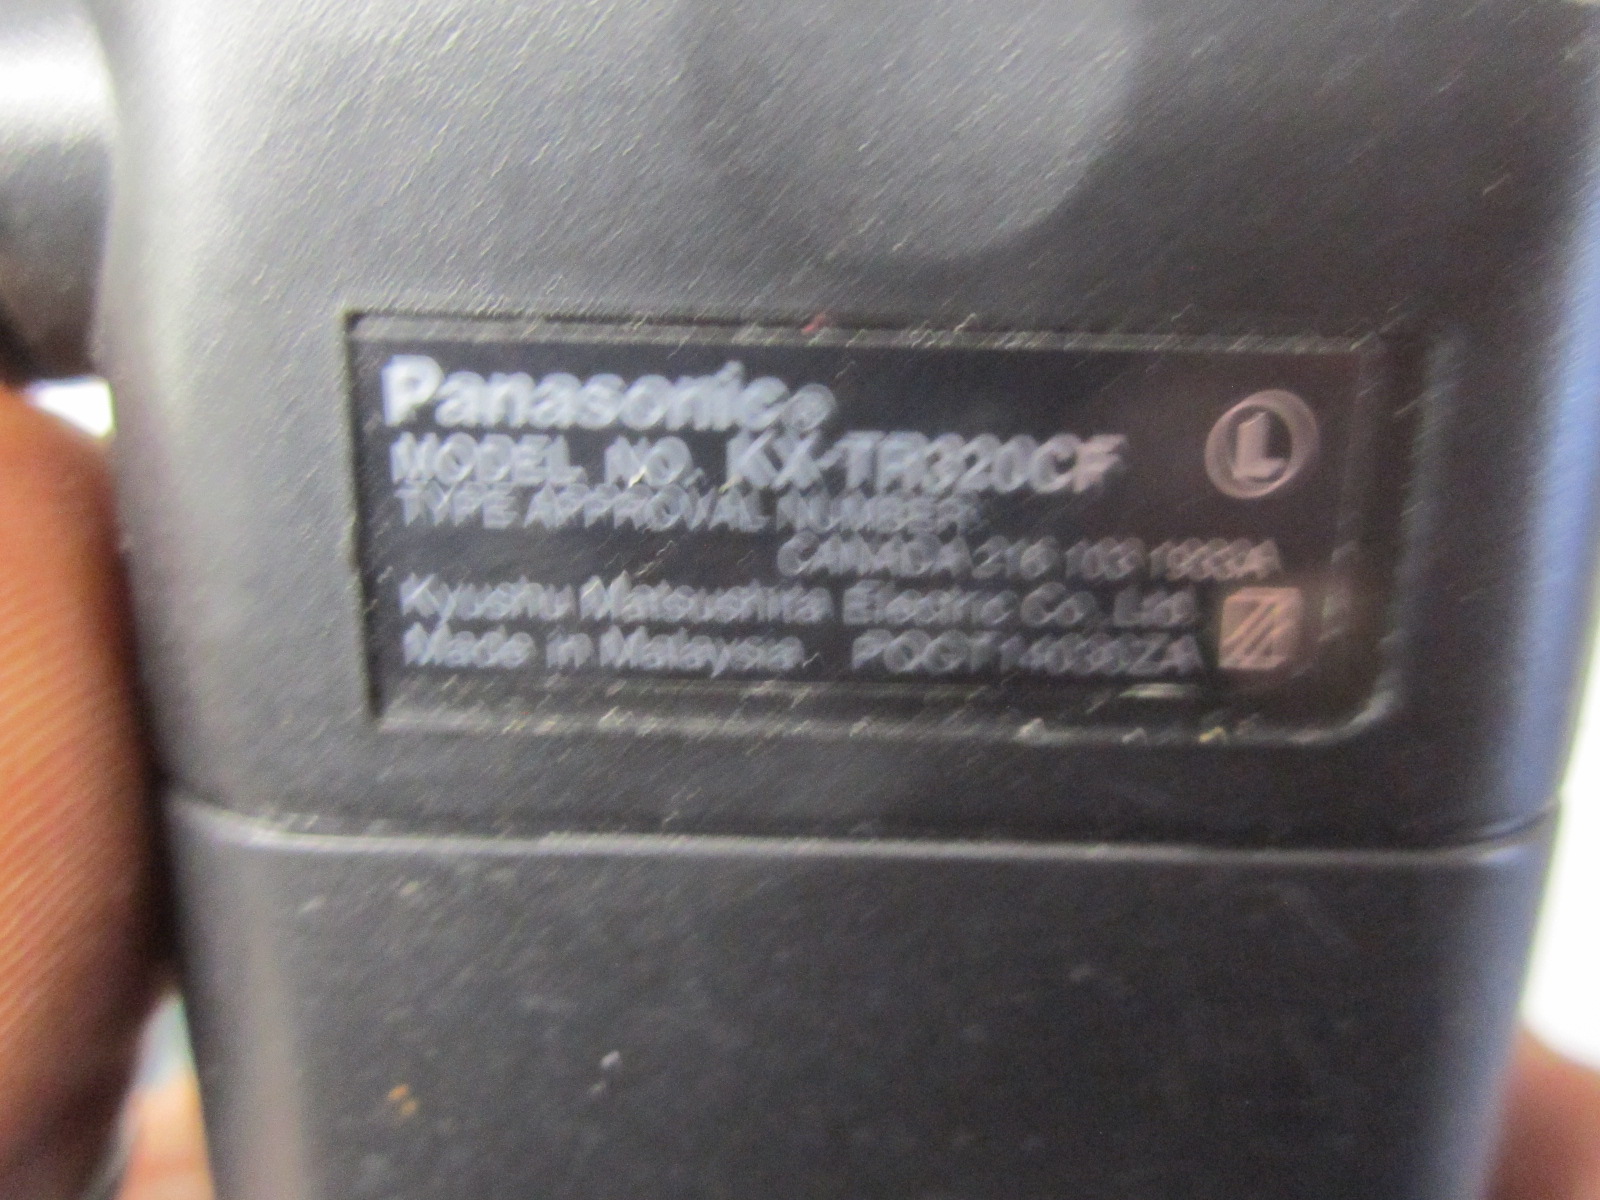 Panasonic®
MODEL NO. KX-TR320CF
Ⓛ
TYPE APPROVAL NUMBER:
CANADA 216 103
Kyushu Matsushita Electric Co. Ltd.
Made in Malaysia